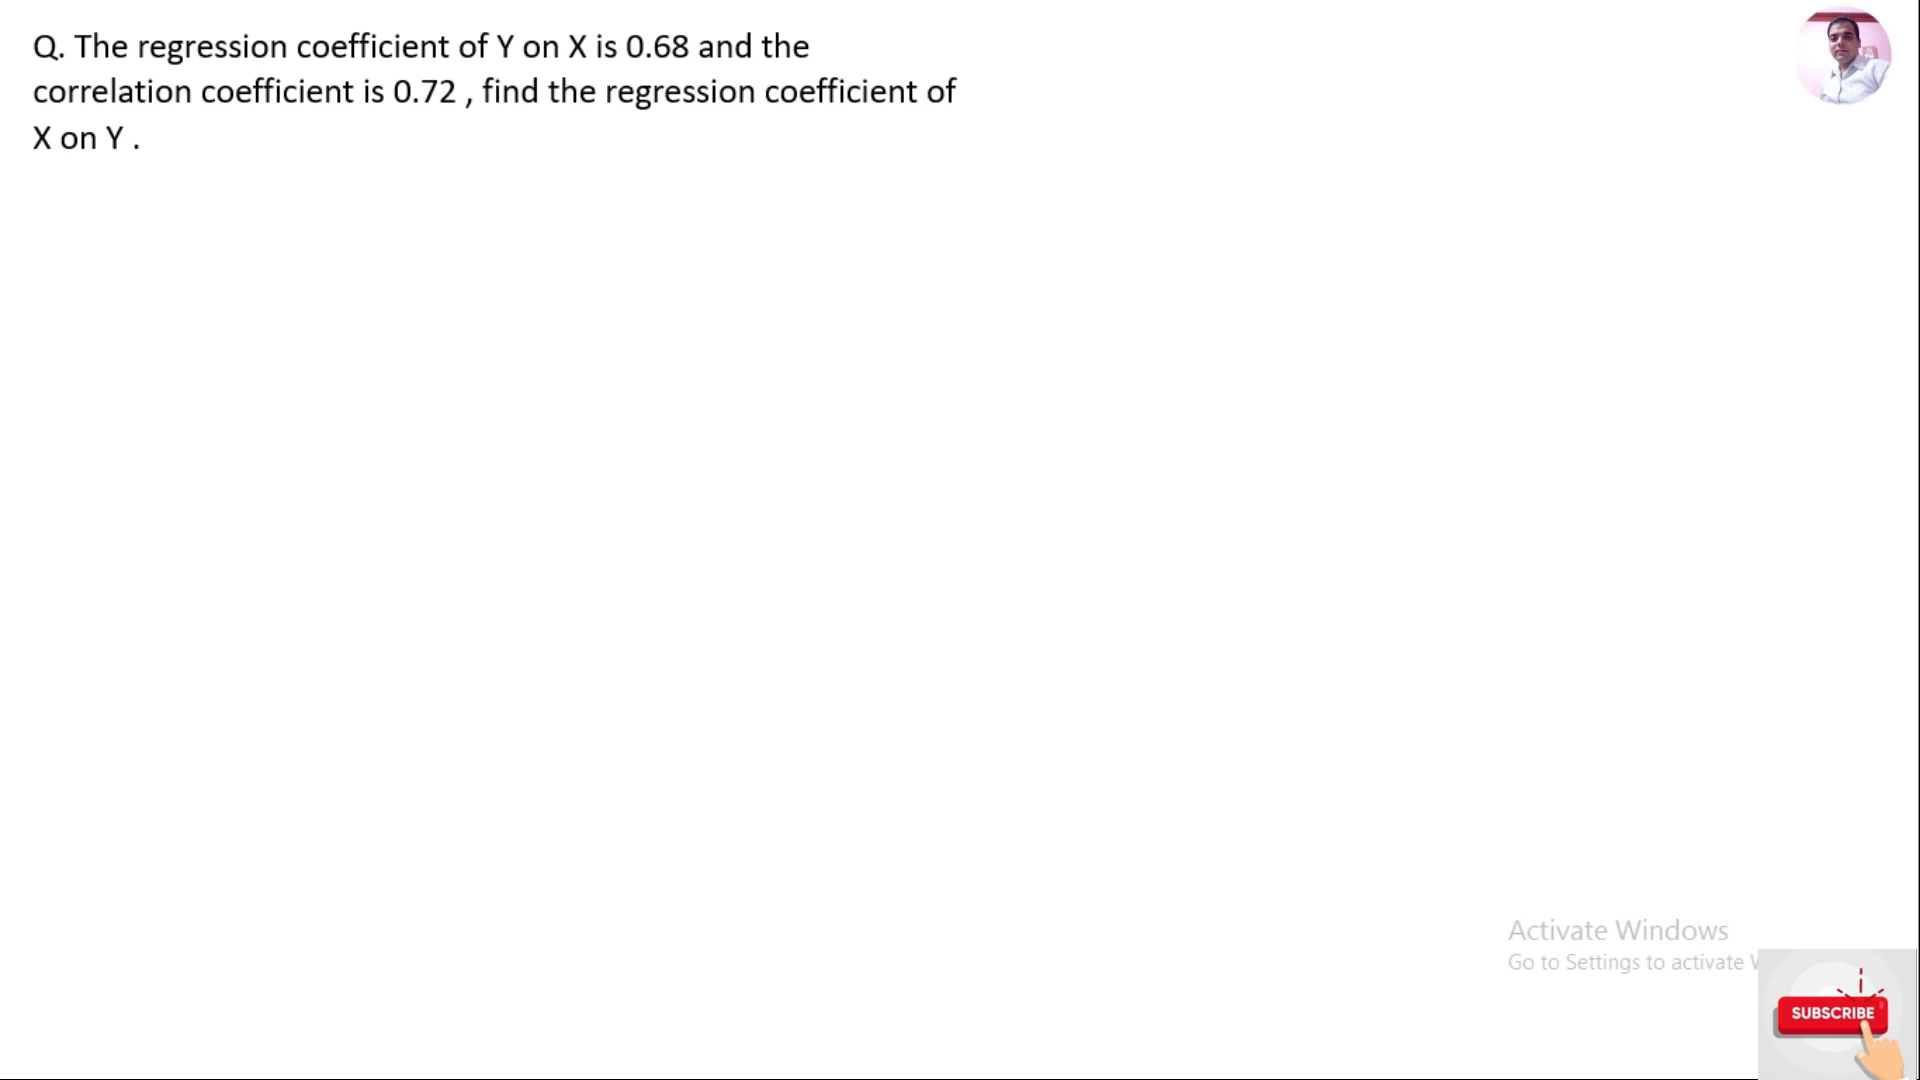 Q. The regression coefficient of Y on X is 0.68 and the
correlation coefficient is 0.72 , find the regression coefficient of
X on Y .
Activate Windows
Go to Settings to activate
SUBSCRIBE